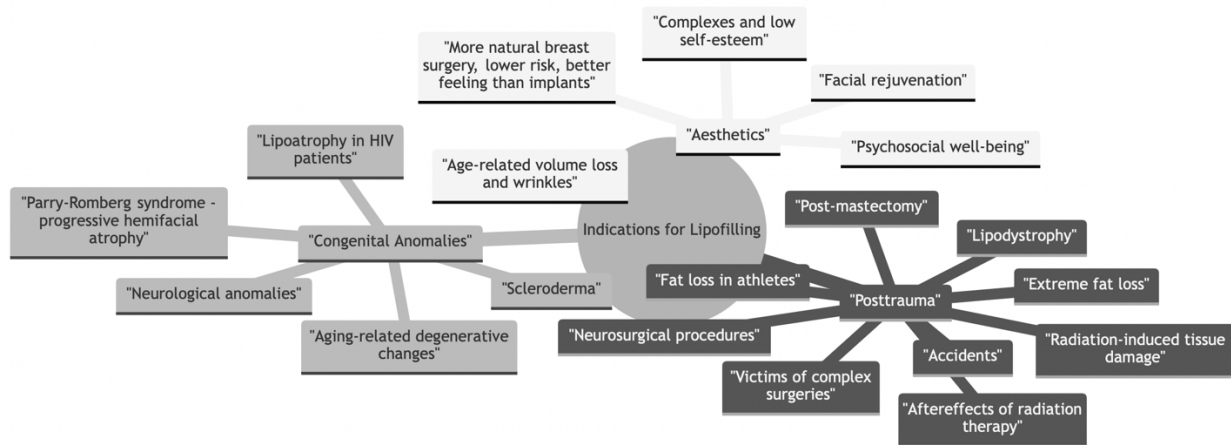 "Complexes and low
self-esteem"
"More natural breast
surgery, lower risk, better
feeling than implants"
"Facial rejuvenation"
"Aesthetics"
"Psychosocial well-being"
"Age-related volume loss
and wrinkles"
"Lipoatrophy in HIV
patients"
"Parry-Romberg syndrome -
progressive hemifacial
atrophy"
"Congenital Anomalies"
"Neurological anomalies"
"Scleroderma"
"Aging-related degenerative
changes"
Indications for Lipofilling
"Post-mastectomy"
"Lipodystrophy"
"Fat loss in athletes"
"Extreme fat loss"
"Posttrauma"
"Neurosurgical procedures"
"Radiation-induced tissue
damage"
"Accidents"
"Victims of complex
surgeries"
"Aftereffects of radiation
therapy"